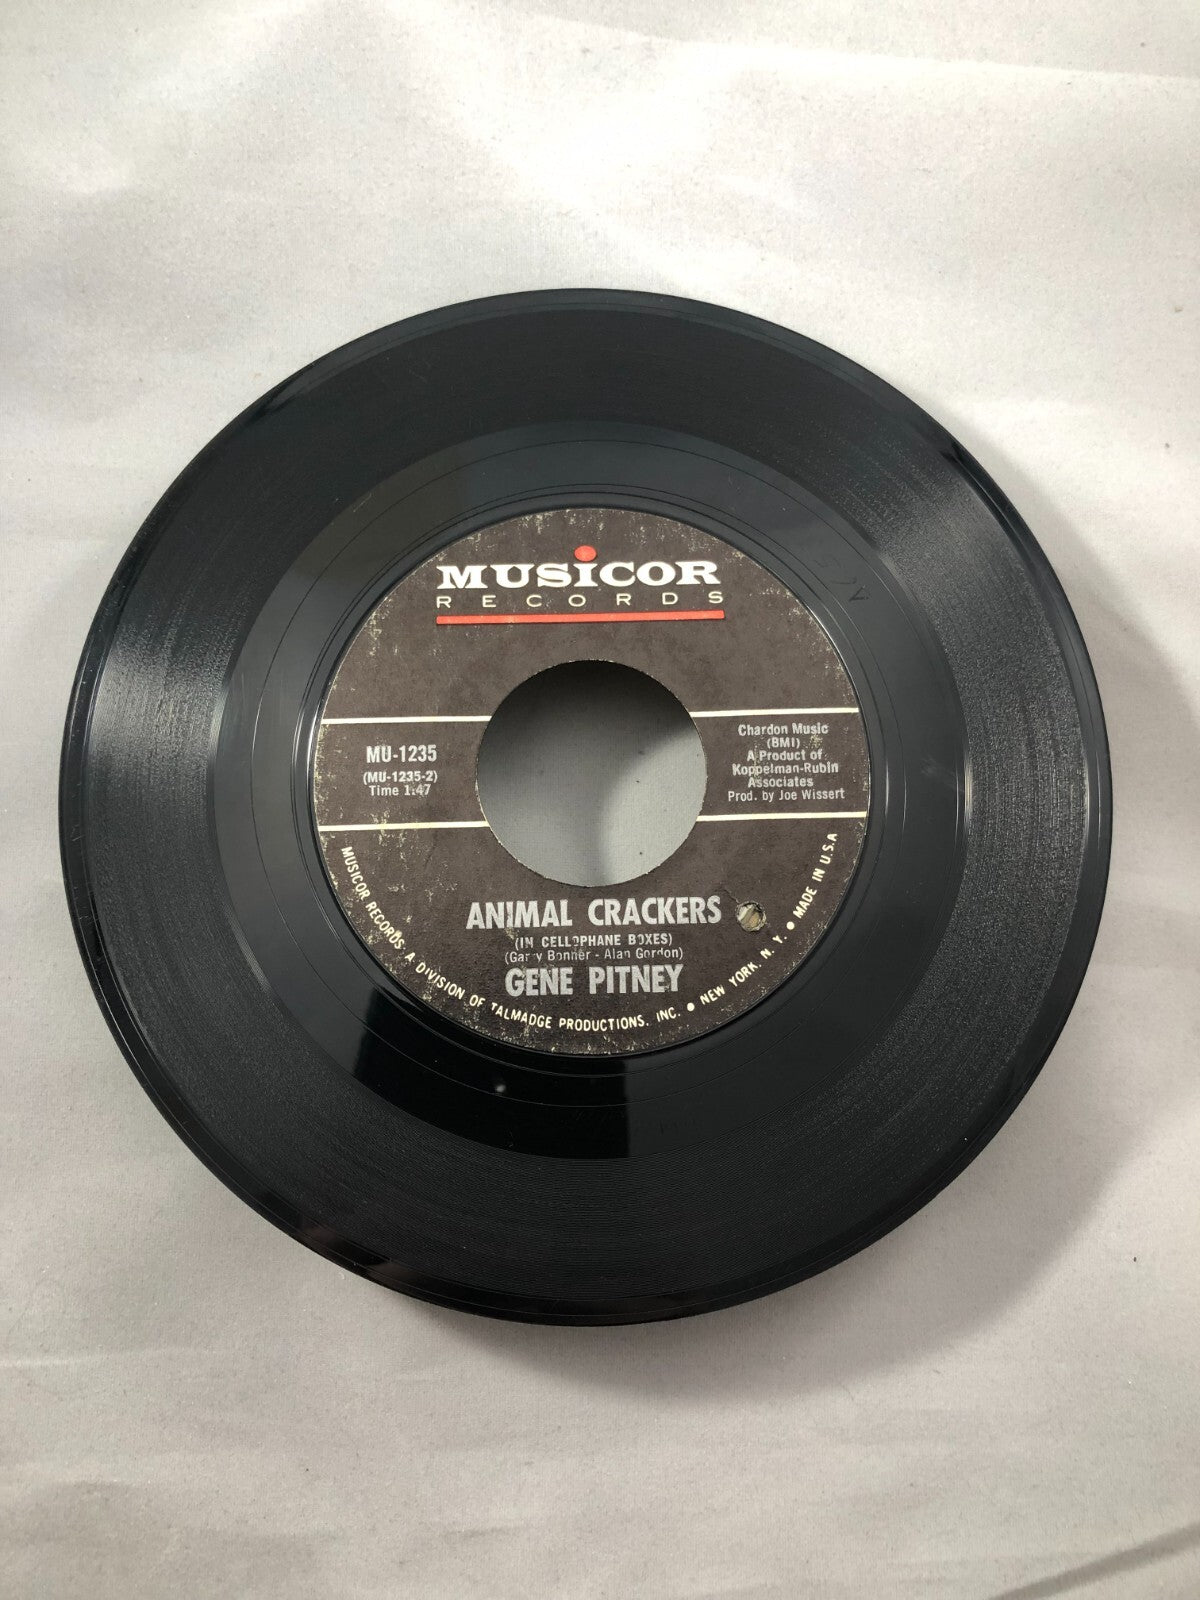 MUSiCOR
RECORDS
MU-1235
(MU-1235-2)
Time 1:47
Chardon Music
(BMI)
A Product of
Koppelman-Rubin
Associates
Prod. by Joe Wissert
ANIMAL CRACKERS
(IN CELLOPHANE BOXES)
(Garry Bonner - Alan Gordon)
GENE PITNEY
MUSICOR RECORDS. A DIVISION OF TALMADGE PRODUCTIONS, INC. ● NEW YORK, N. Y. ● MADE IN U.S.A